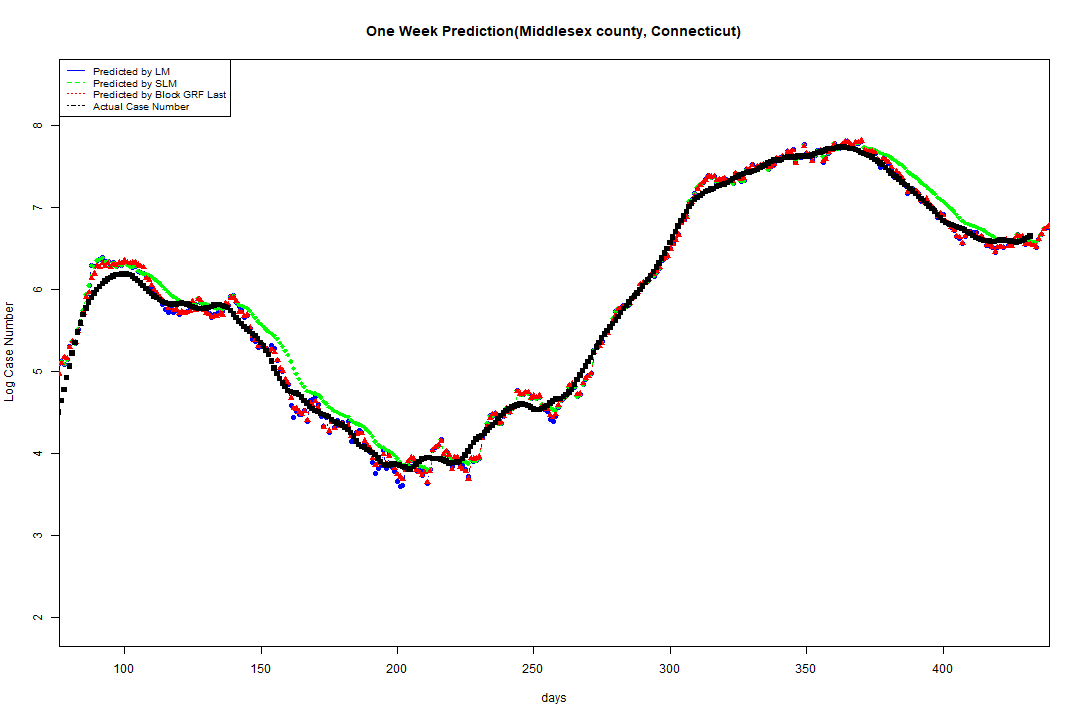 One Week Prediction(Middlesex county, Connecticut)
Predicted by LM
Predicted by SLM
Predicted by Block GRF Last
Actual Case Number
Log Case Number
8
7
6
5
4
3
2
100 150 200 250 300 350 400
days